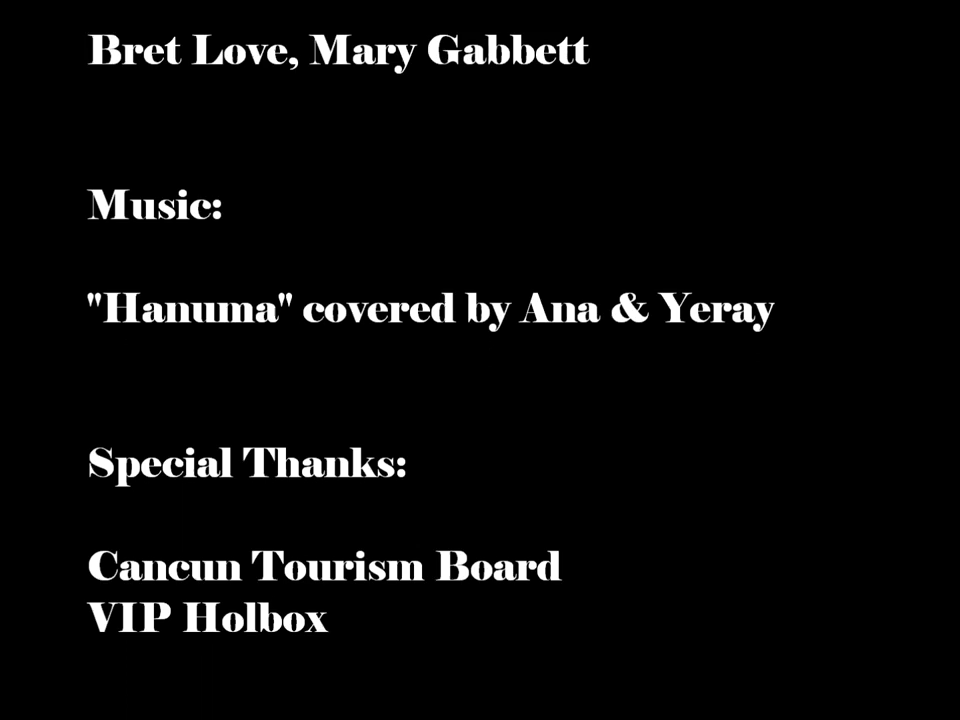 Bret Love, Mary Gabbett
Music:
"Hanuma" covered by Ana & Yeray
Special Thanks:
Cancun Tourism Board
VIP Holbox